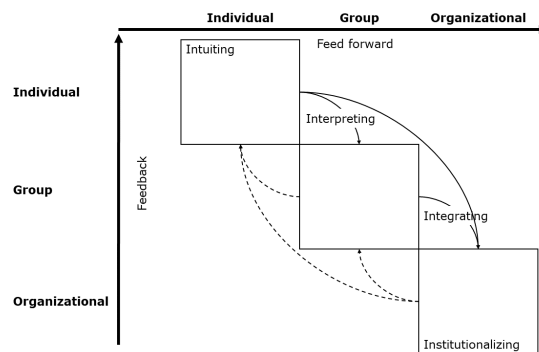 Individual Group Organizational
Feed forward
Intuiting
Individual
Interpreting
Feedback
Group
Integrating
Organizational
Institutionalizing